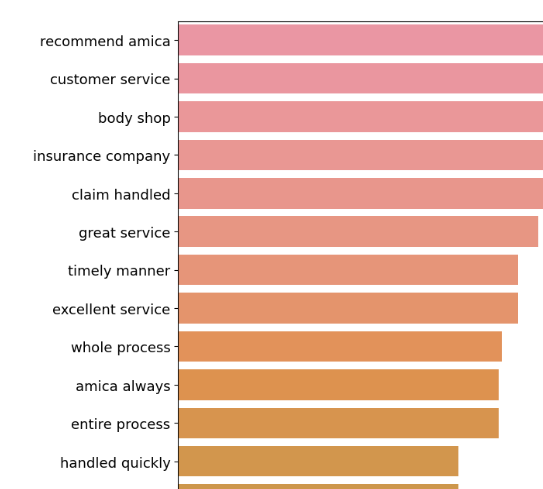 recommend amica
customer service
body shop
insurance company
claim handled
great service
timely manner
excellent service
whole process
amica always
entire process
handled quickly